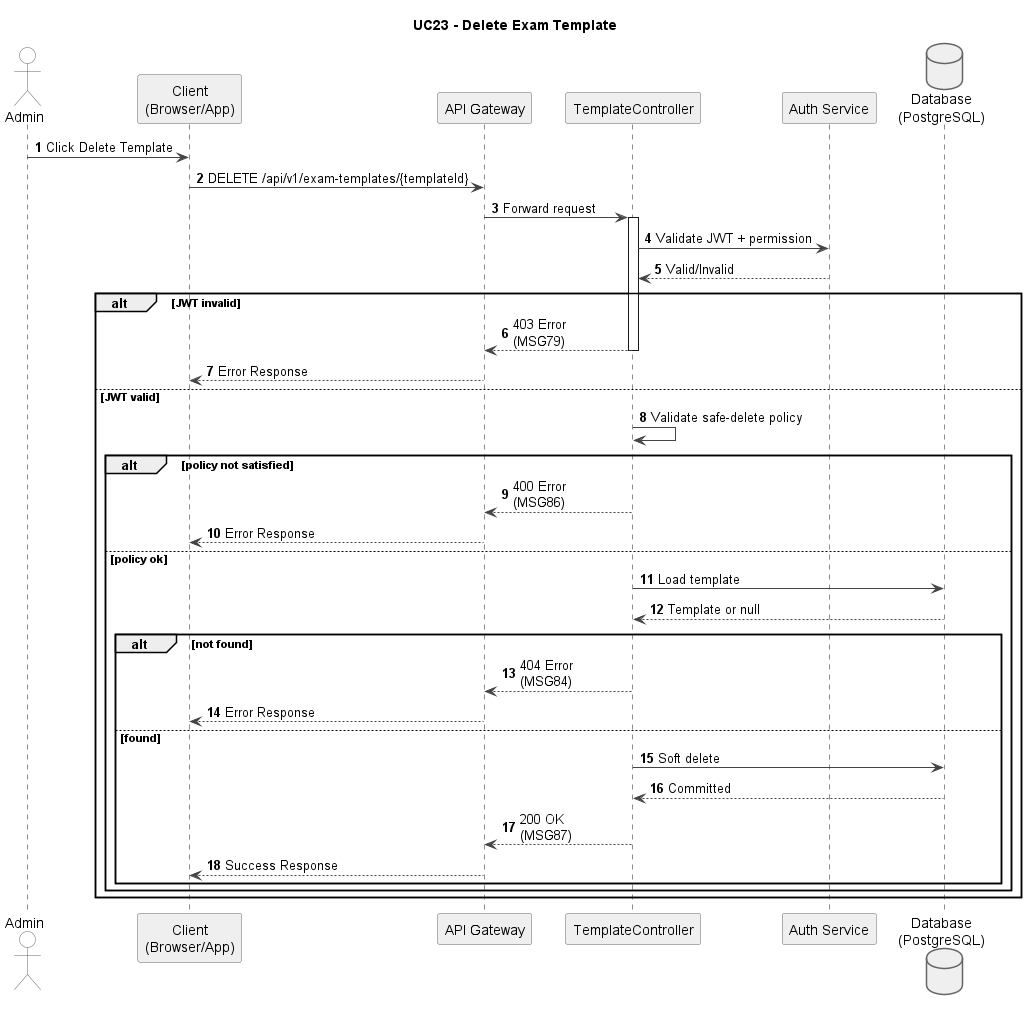 UC23 - Delete Exam Template
Admin
Client
(Browser/App)
API Gateway
TemplateController
Auth Service
Database
(PostgreSQL)
1 Click Delete Template
2 DELETE /api/v1/exam-templates/{templateId}
3 Forward request
4 Validate JWT + permission
5 Valid/Invalid
alt [JWT invalid]
6 403 Error
(MSG79)
7 Error Response
[JWT valid]
8 Validate safe-delete policy
alt [policy not satisfied]
9 400 Error
(MSG86)
10 Error Response
[policy ok]
11 Load template
12 Template or null
alt [not found]
13 404 Error
(MSG84)
14 Error Response
[found]
15 Soft delete
16 Committed
17 200 OK
(MSG87)
18 Success Response
Admin
Client
(Browser/App)
API Gateway
TemplateController
Auth Service
Database
(PostgreSQL)